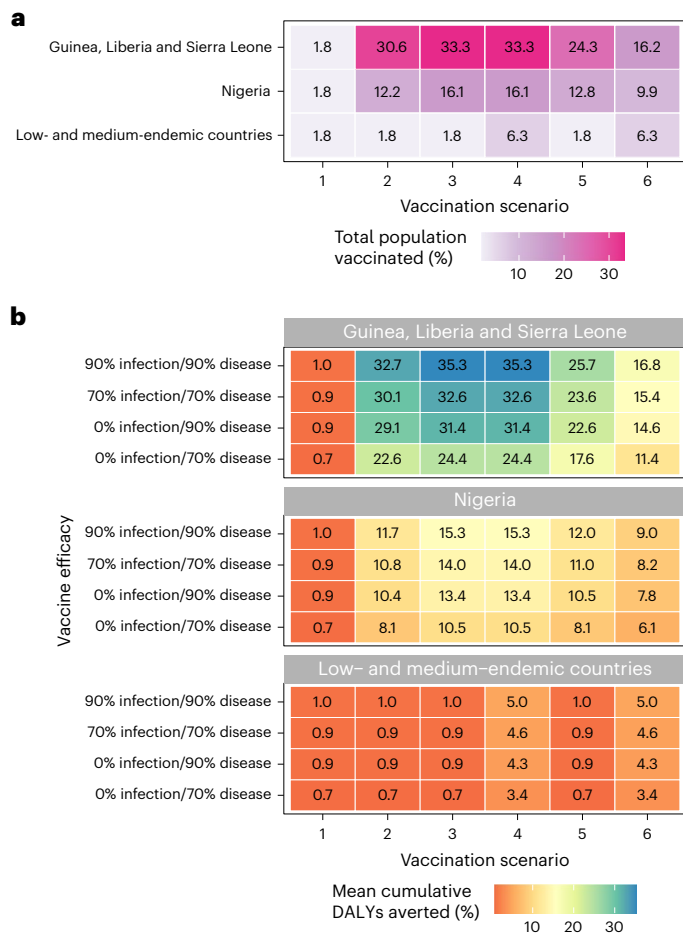 a
Guinea, Liberia and Sierra Leone 1.8 30.6 33.3 33.3 24.3 16.2
Nigeria 1.8 12.2 16.1 16.1 12.8 9.9
Low- and medium-endemic countries 1.8 1.8 1.8 6.3 1.8 6.3
1 2 3 4 5 6
Vaccination scenario
Total population
vaccinated (%)
10 20 30
b
Guinea, Liberia and Sierra Leone
90% infection/90% disease 1.0 32.7 35.3 35.3 25.7 16.8
70% infection/70% disease 0.9 30.1 32.6 32.6 23.6 15.4
0% infection/90% disease 0.9 29.1 31.4 31.4 22.6 14.6
0% infection/70% disease 0.7 22.6 24.4 24.4 17.6 11.4
Vaccine efficacy
Nigeria
90% infection/90% disease 1.0 11.7 15.3 15.3 12.0 9.0
70% infection/70% disease 0.9 10.8 14.0 14.0 11.0 8.2
0% infection/90% disease 0.9 10.4 13.4 13.4 10.5 7.8
0% infection/70% disease 0.7 8.1 10.5 10.5 8.1 6.1
Low– and medium–endemic countries
90% infection/90% disease 1.0 1.0 1.0 5.0 1.0 5.0
70% infection/70% disease 0.9 0.9 0.9 4.6 0.9 4.6
0% infection/90% disease 0.9 0.9 0.9 4.3 0.9 4.3
0% infection/70% disease 0.7 0.7 0.7 3.4 0.7 3.4
1 2 3 4 5 6
Vaccination scenario
Mean cumulative
DALYs averted (%)
10 20 30